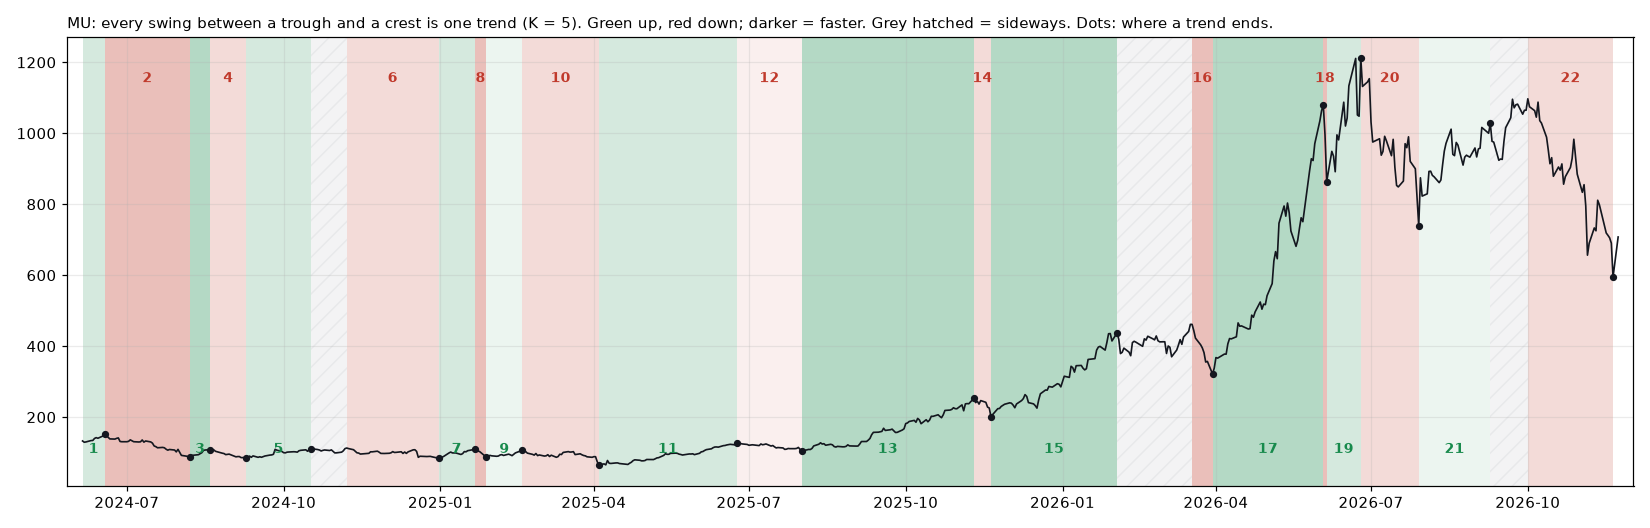 MU: every swing between a trough and a crest is one trend (K = 5). Green up, red down; darker = faster. Grey hatched = sideways. Dots: where a trend ends.
1200
1000
800
600
400
200
2 4 6 8 10 12 14 16 18 20 22
1 3 5 7 9 11 13 15 17 19 21
2024-07 2024-10 2025-01 2025-04 2025-07 2025-10 2026-01 2026-04 2026-07 2026-10